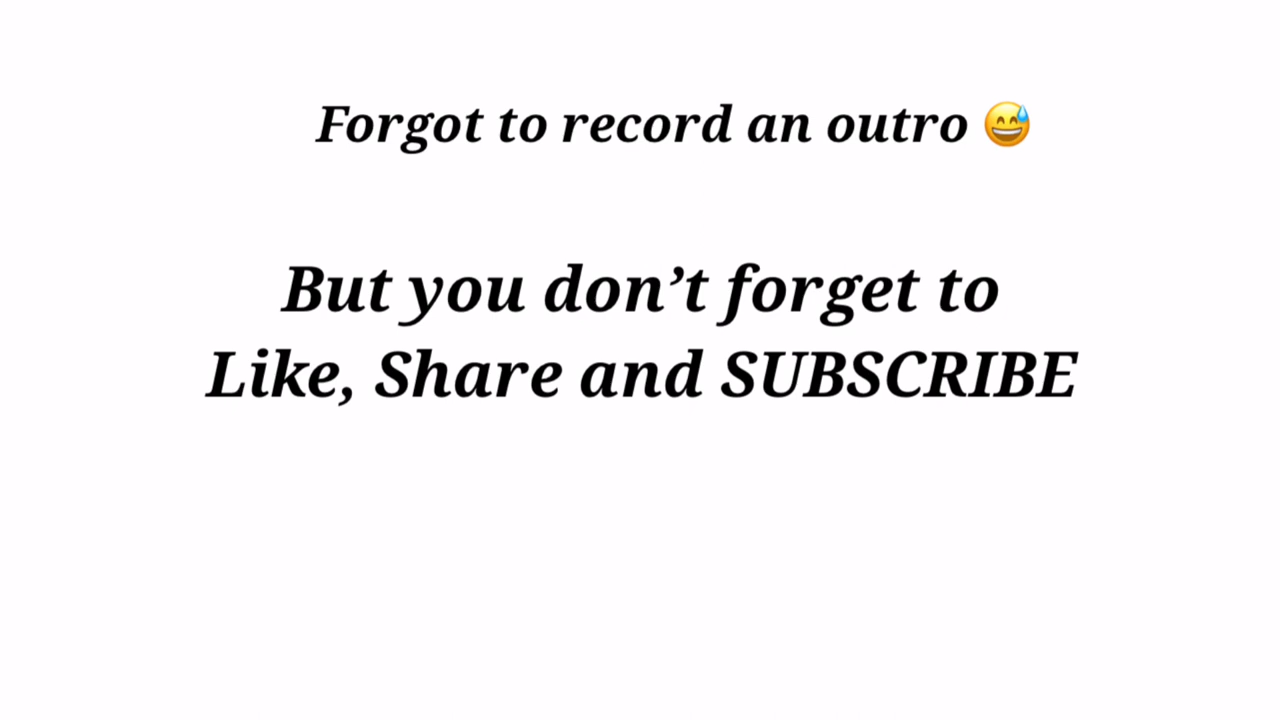 Forgot to record an outro 😅
But you don’t forget to
Like, Share and SUBSCRIBE